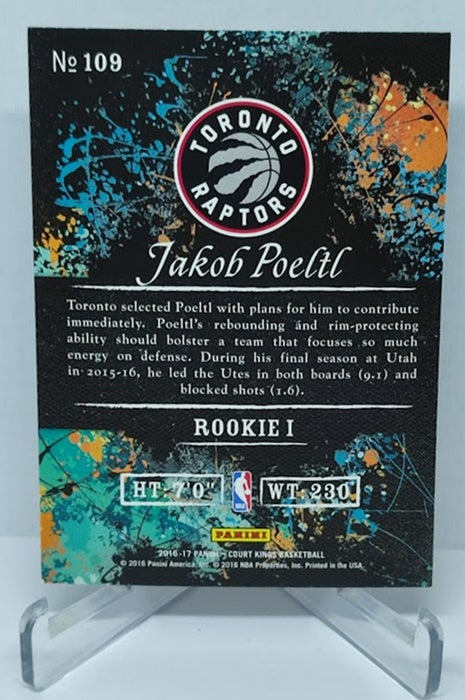 № 109
TORONTO
RAPTORS
Jakob Poeltl
Toronto selected Poeltl with plans for him to contribute
immediately. Poeltl's rebounding and rim-protecting
ability should bolster a team that focuses so much
energy on defense. During his final season at Utah
in 2015-16, he led the Utes in both boards (9.1) and
blocked shots (1.6).
ROOKIE I
HT: 7'0" WT: 230
PANINI
2016-17 PANINI – COURT KINGS BASKETBALL
© 2016 Panini America, Inc. © 2016 NBA Properties, Inc. Printed in the USA.